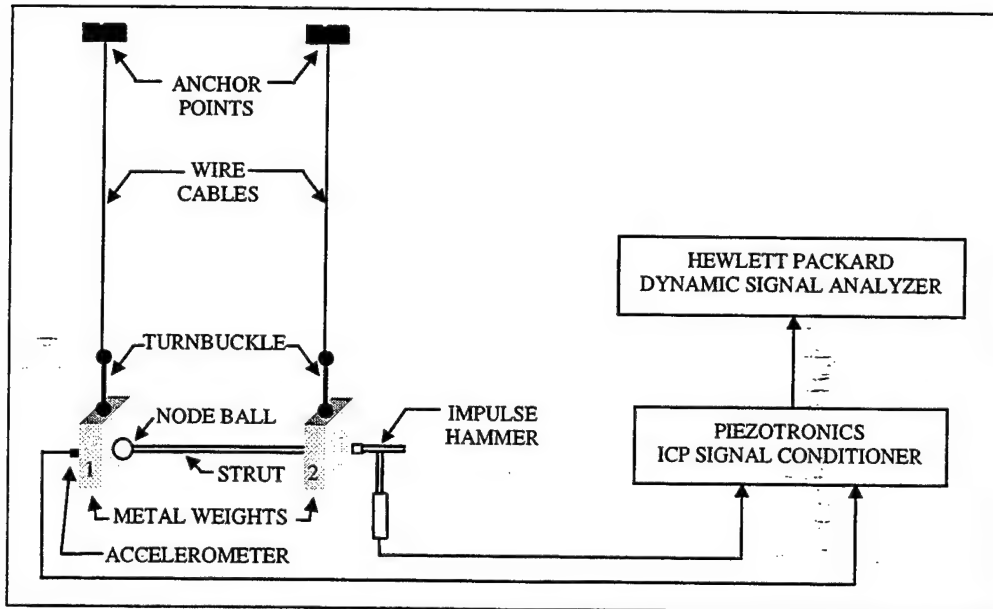 ANCHOR
POINTS
WIRE
CABLES
HEWLETT PACKARD
DYNAMIC SIGNAL ANALYZER
TURNBUCKLE
NODE BALL
IMPULSE
HAMMER
PIEZOTRONICS
ICP SIGNAL CONDITIONER
1
STRUT
2
METAL WEIGHTS
ACCELEROMETER